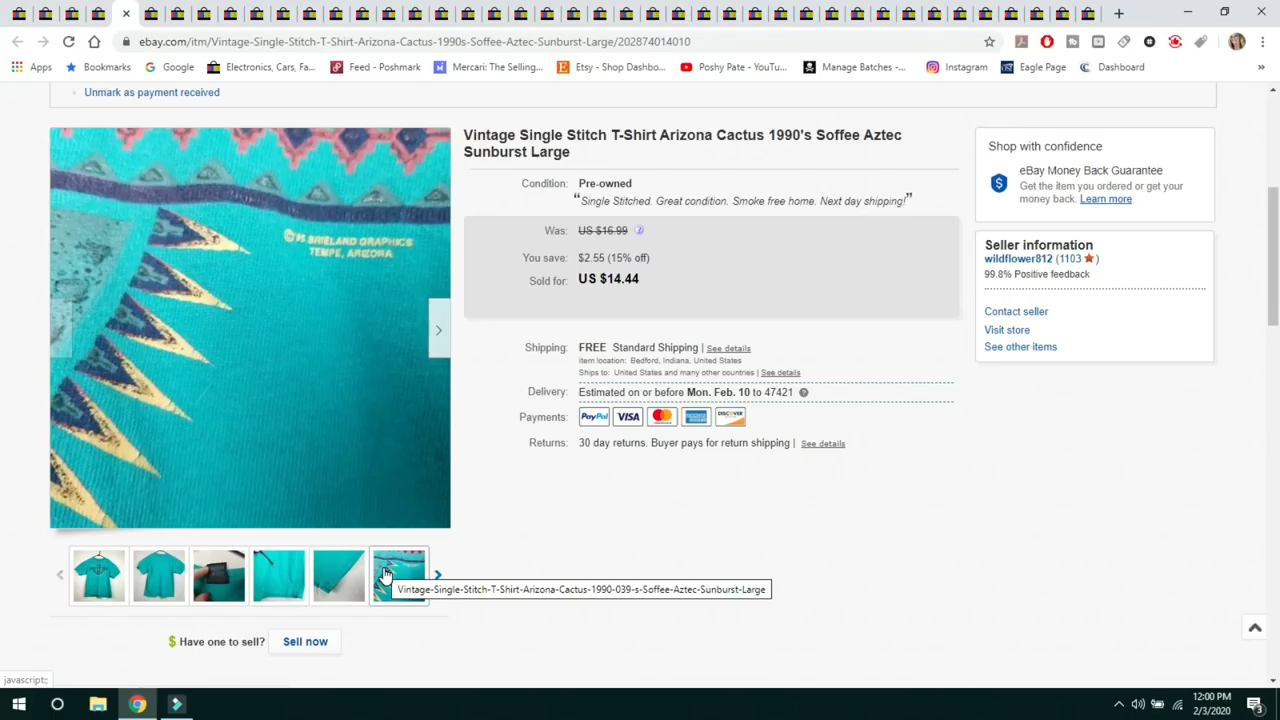 ebay.com/itm/Vintage-Single-Stitch-T-Shirt-Arizona-Cactus-1990s-Soffee-Aztec-Sunburst-Large/202874014010
Apps
Bookmarks
Google
Electronics, Cars, Fa...
Feed - Poshmark
Mercari: The Selling...
Etsy - Shop Dashbo...
Poshy Pate - YouTu...
Manage Batches -...
Instagram
Eagle Page
Dashboard
»
Unmark as payment received
Vintage Single Stitch T-Shirt Arizona Cactus 1990's Soffee Aztec
Sunburst Large
Condition: Pre-owned
“Single Stitched. Great condition. Smoke free home. Next day shipping!”
Was: US $16.99
You save: $2.55 (15% off)
Sold for: US $14.44
Shipping: FREE Standard Shipping | See details
Item location: Bedford, Indiana, United States
Ships to: United States and many other countries | See details
Delivery: Estimated on or before Mon. Feb. 10 to 47421
Payments: PayPal VISA MasterCard DISCOVER
Returns: 30 day returns. Buyer pays for return shipping | See details
Shop with confidence
eBay Money Back Guarantee
Get the item you ordered or get your
money back. Learn more
Seller information
wildflower812 (1103 ★ )
99.8% Positive feedback
Contact seller
Visit store
See other items
GRAPHICS
TEMPE, ARIZONA
Vintage-Single-Stitch-T-Shirt-Arizona-Cactus-1990-039-s-Soffee-Aztec-Sunburst-Large
$ Have one to sell? Sell now
javascript:;
12:00 PM
2/3/2020
3